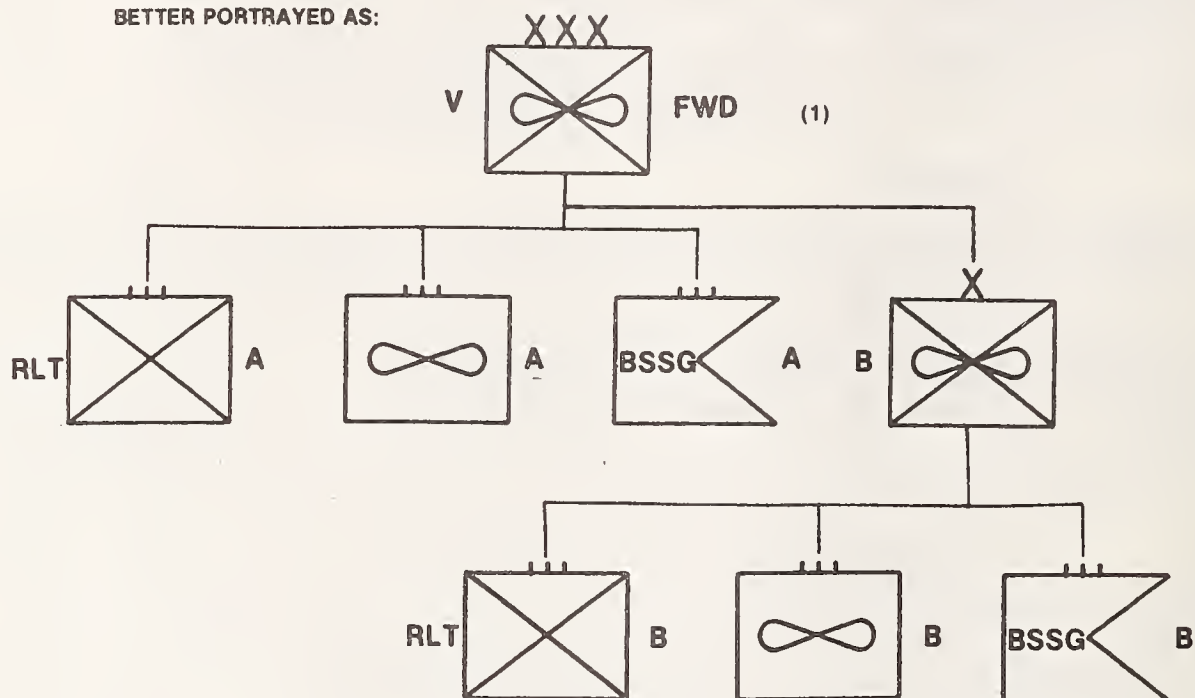 BETTER PORTRAYED AS:
XXX
V FWD (1)
X
RLT A A BSSG A B
RLT B B BSSG B